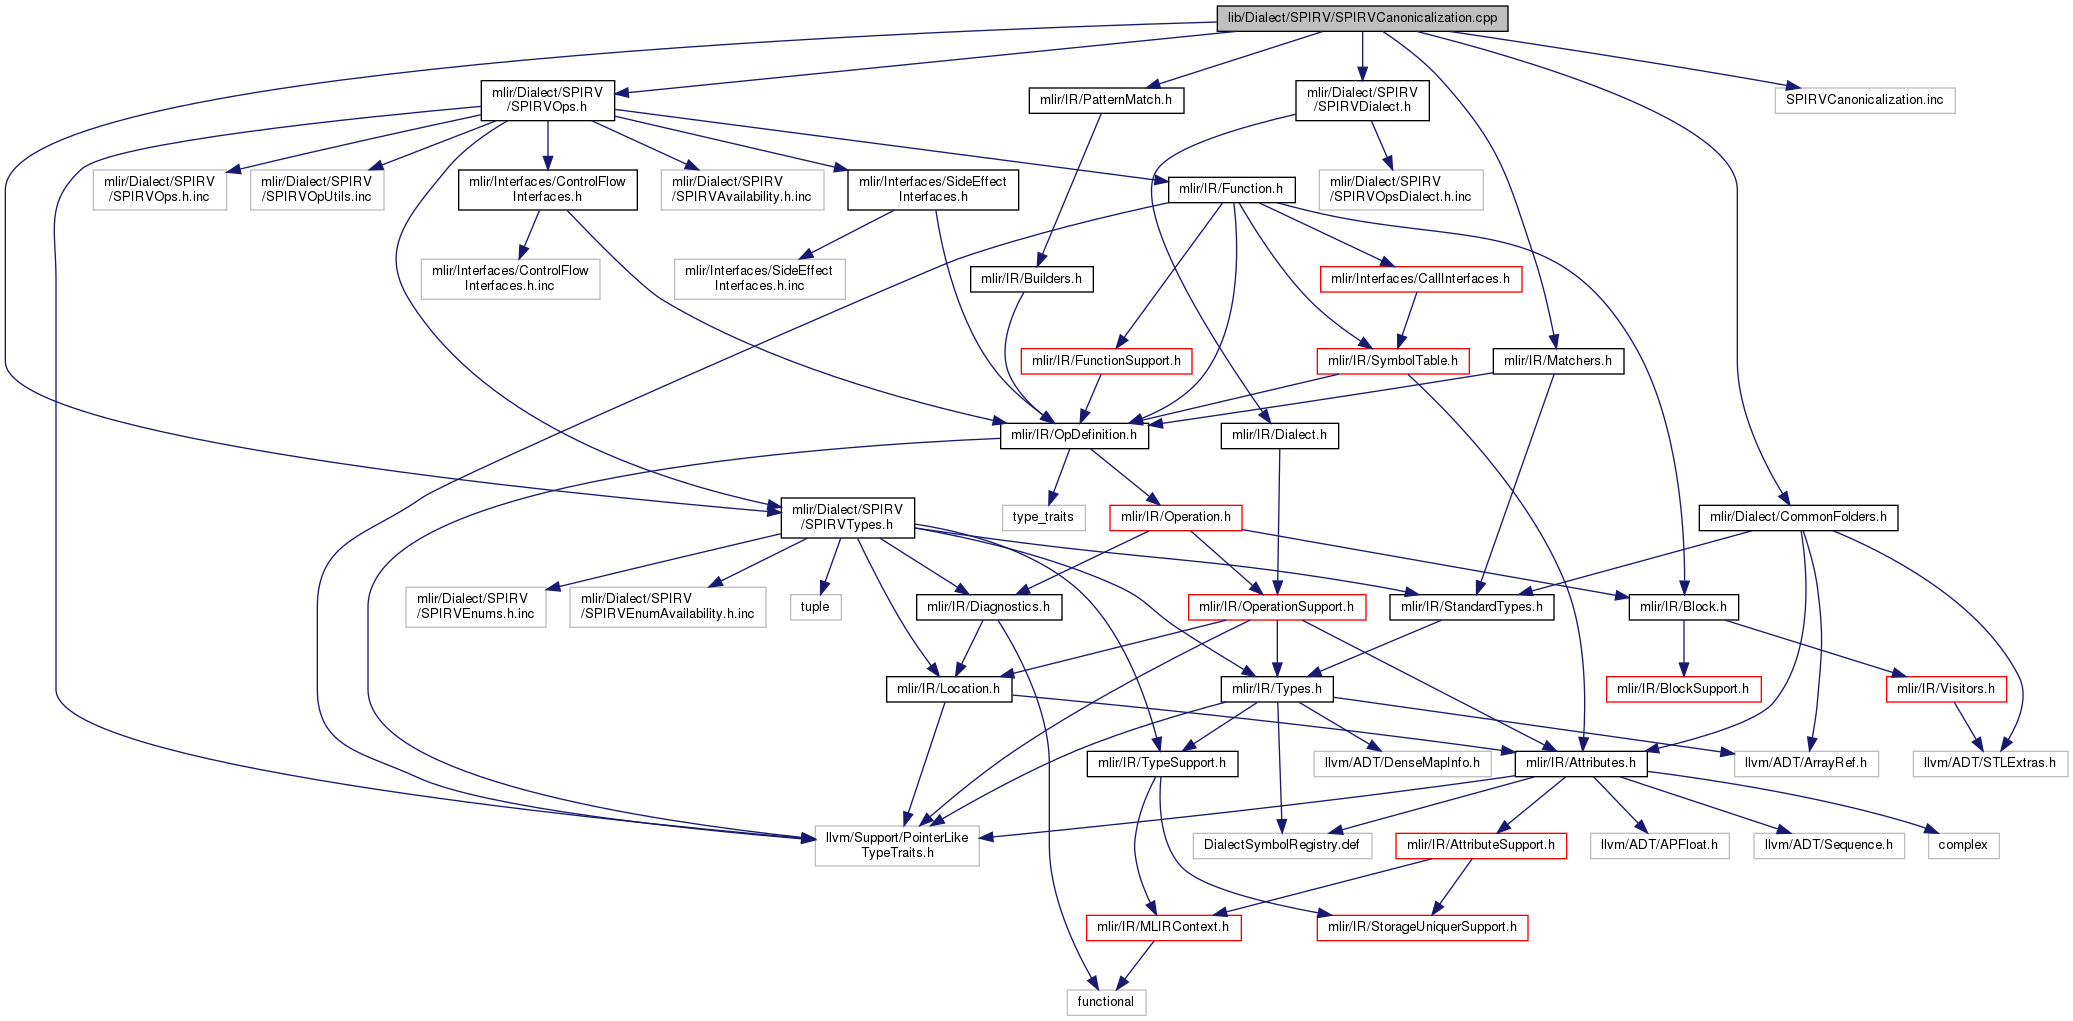 lib/Dialect/SPIRV/SPIRVCanonicalization.cpp
mlir/Dialect/SPIRV
/SPIRVOps.h
mlir/IR/PatternMatch.h
mlir/Dialect/SPIRV
/SPIRVDialect.h
SPIRVCanonicalization.inc
mlir/Dialect/SPIRV
/SPIRVOps.h.inc
mlir/Dialect/SPIRV
/SPIRVOpUtils.inc
mlir/Interfaces/ControlFlow
Interfaces.h
mlir/Dialect/SPIRV
/SPIRVAvailability.h.inc
mlir/Interfaces/SideEffect
Interfaces.h
mlir/IR/Function.h
mlir/Dialect/SPIRV
/SPIRVOpsDialect.h.inc
mlir/Interfaces/ControlFlow
Interfaces.h.inc
mlir/Interfaces/SideEffect
Interfaces.h.inc
mlir/IR/Builders.h
mlir/Interfaces/CallInterfaces.h
mlir/IR/FunctionSupport.h
mlir/IR/SymbolTable.h
mlir/IR/Matchers.h
mlir/IR/OpDefinition.h
mlir/IR/Dialect.h
mlir/Dialect/SPIRV
/SPIRVTypes.h
type_traits
mlir/IR/Operation.h
mlir/Dialect/CommonFolders.h
mlir/Dialect/SPIRV
/SPIRVEnums.h.inc
mlir/Dialect/SPIRV
/SPIRVEnumAvailability.h.inc
tuple
mlir/IR/Diagnostics.h
mlir/IR/OperationSupport.h
mlir/IR/StandardTypes.h
mlir/IR/Block.h
mlir/IR/Location.h
mlir/IR/Types.h
mlir/IR/BlockSupport.h
mlir/IR/Visitors.h
mlir/IR/TypeSupport.h
llvm/ADT/DenseMapInfo.h
mlir/IR/Attributes.h
llvm/ADT/ArrayRef.h
llvm/ADT/STLExtras.h
llvm/Support/PointerLike
TypeTraits.h
DialectSymbolRegistry.def
mlir/IR/AttributeSupport.h
llvm/ADT/APFloat.h
llvm/ADT/Sequence.h
complex
mlir/IR/MLIRContext.h
mlir/IR/StorageUniquerSupport.h
functional